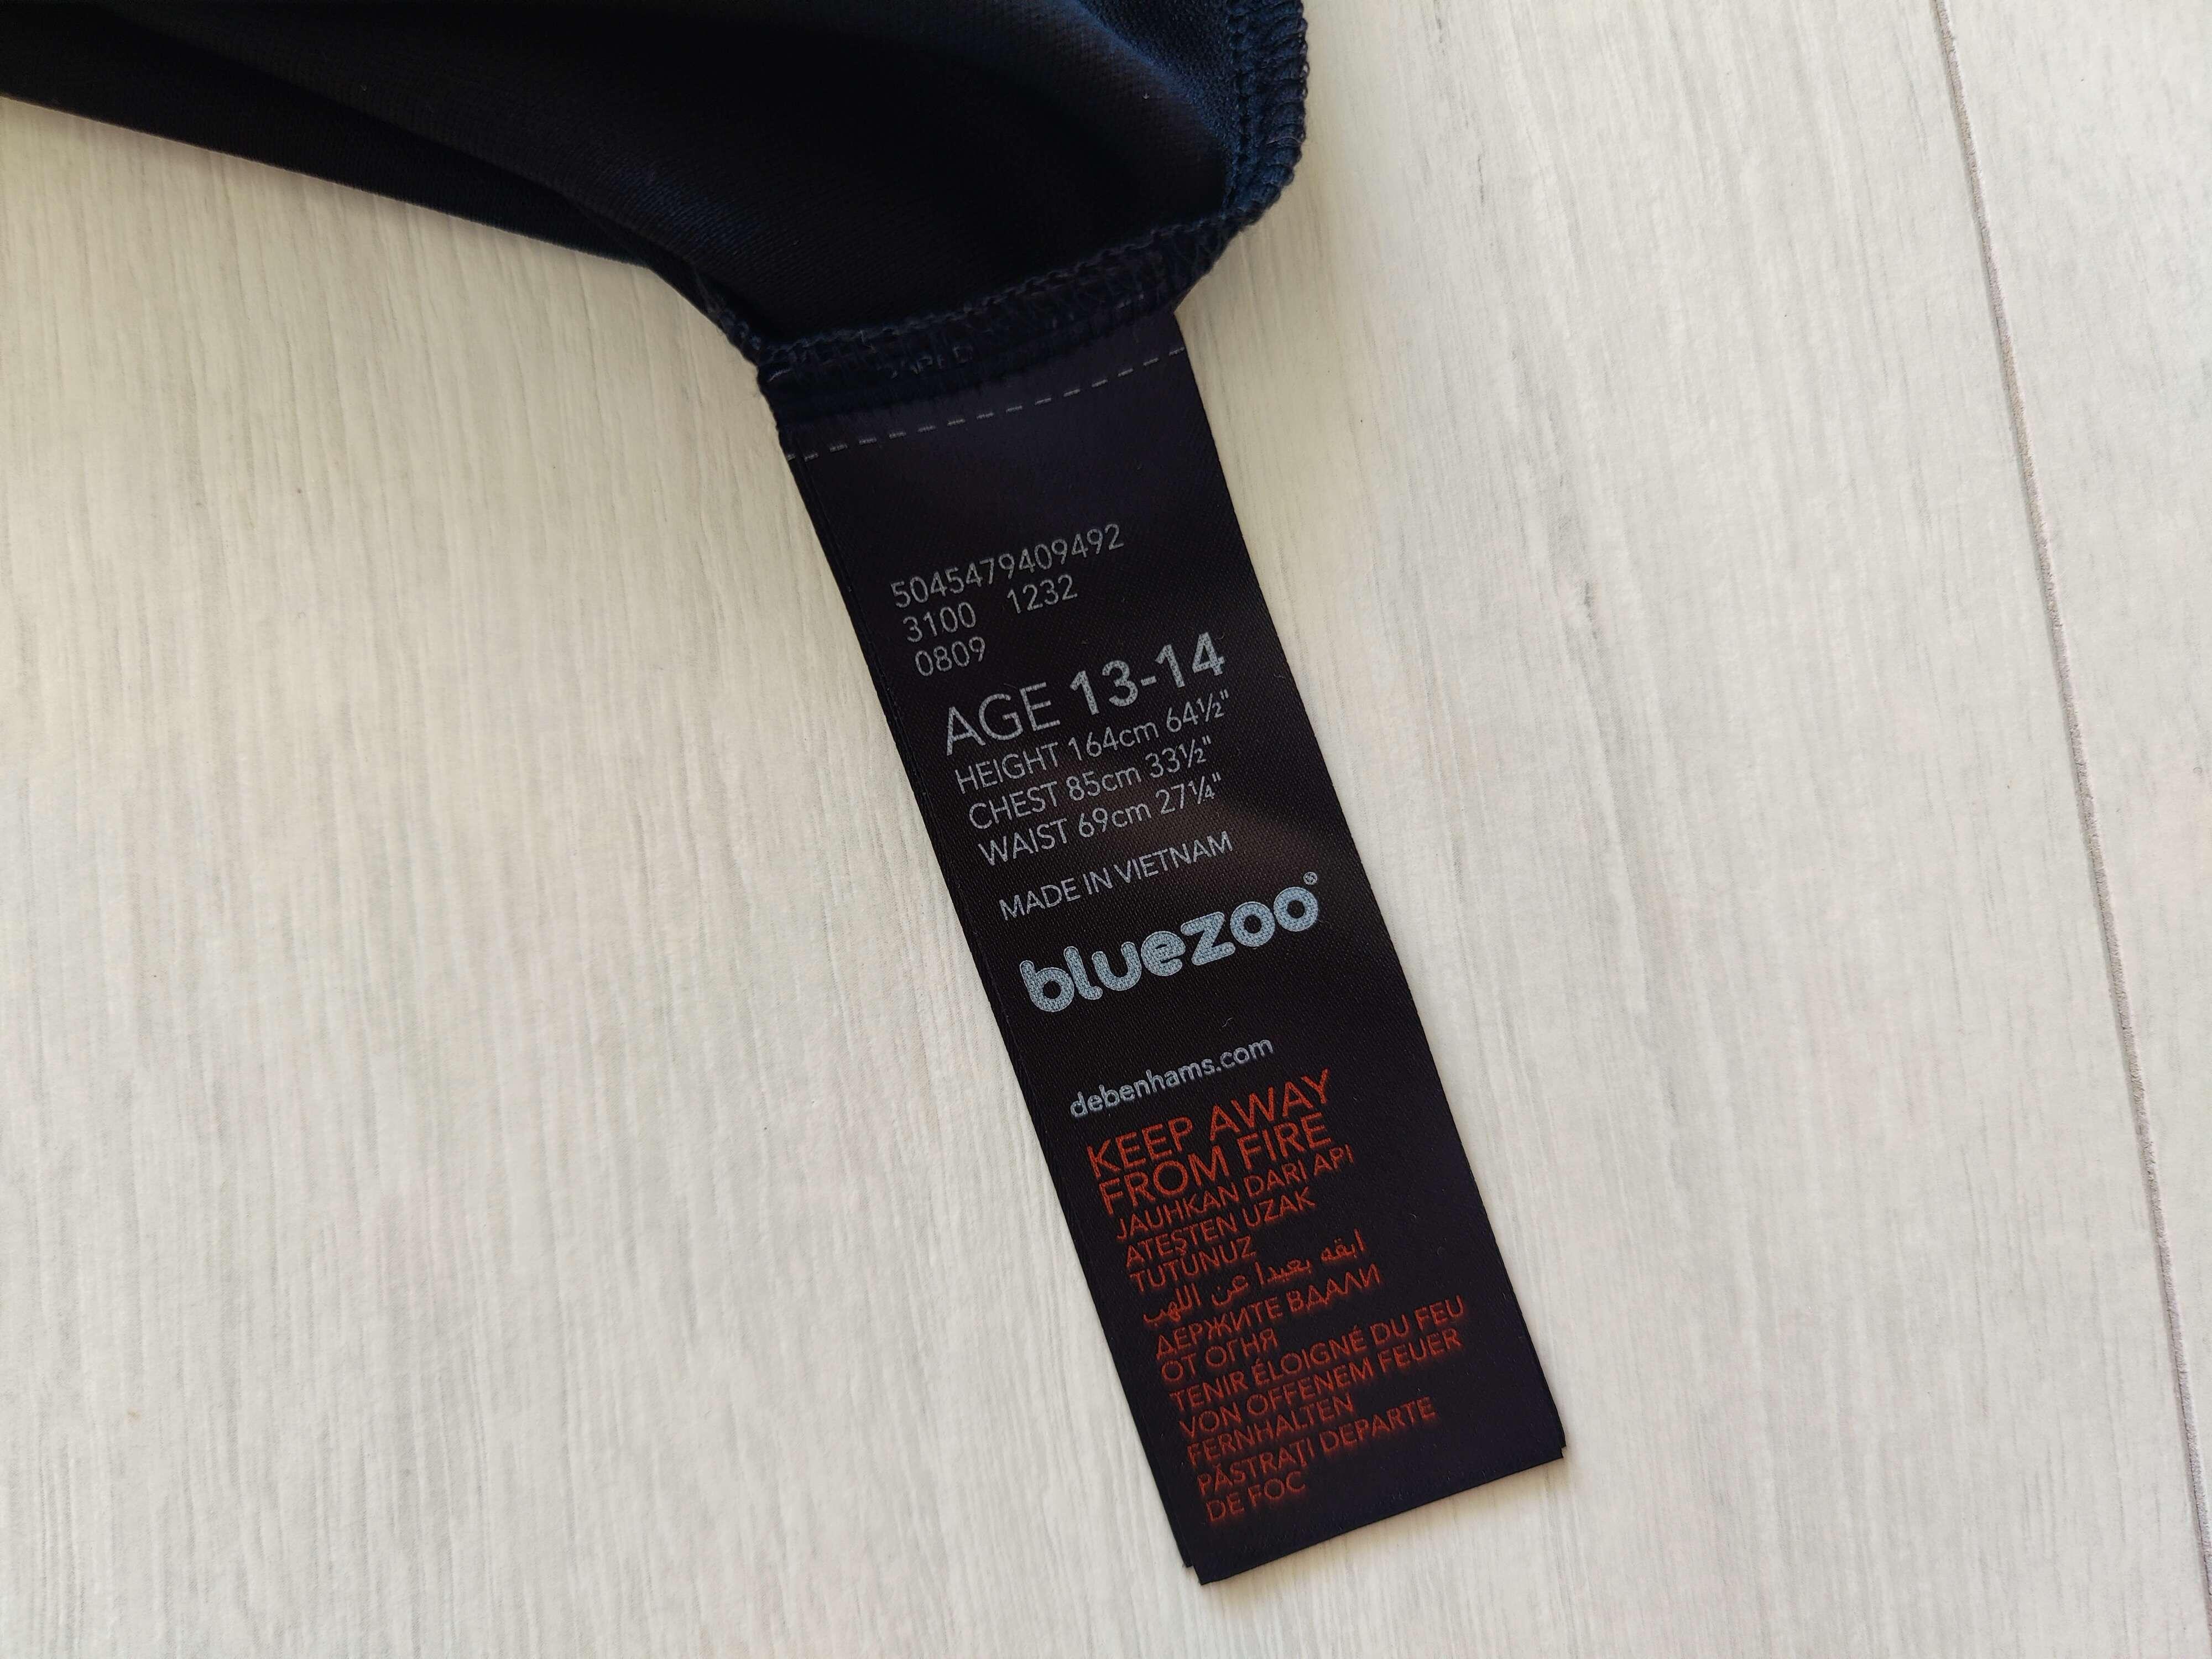 5045479409492
3100 1232
0809
AGE 13-14
HEIGHT 164cm 64½"
CHEST 85cm 33½"
WAIST 69cm 27¼"
MADE IN VIETNAM
bluezoo®
debenhams.com
KEEP AWAY
FROM FIRE
JAUHKAN DARI API
ATEŞTEN UZAK
TUTUNUZ
ابقه بعيدا عن اللهب
ДЕРЖИТЕ ВДАЛИ
ОТ ОГНЯ
TENIR ÉLOIGNÉ DU FEU
VON OFFENEM FEUER
FERNHALTEN
PĂSTRAŢI DEPARTE
DE FOC